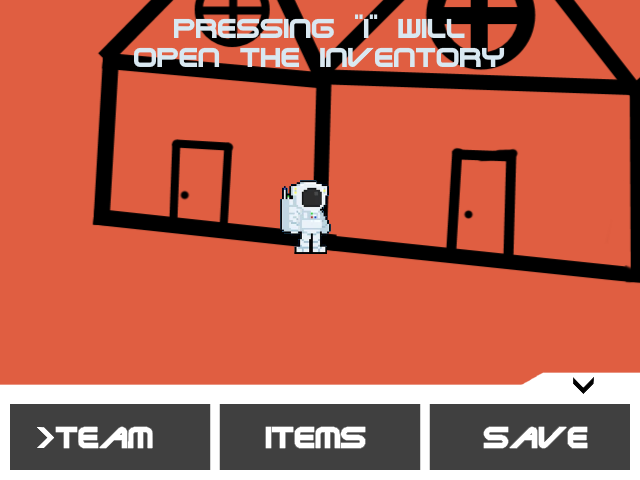 PRESSING "I" WILL
OPEN THE INVENTORY
>TEAM
ITEMS
SAVE